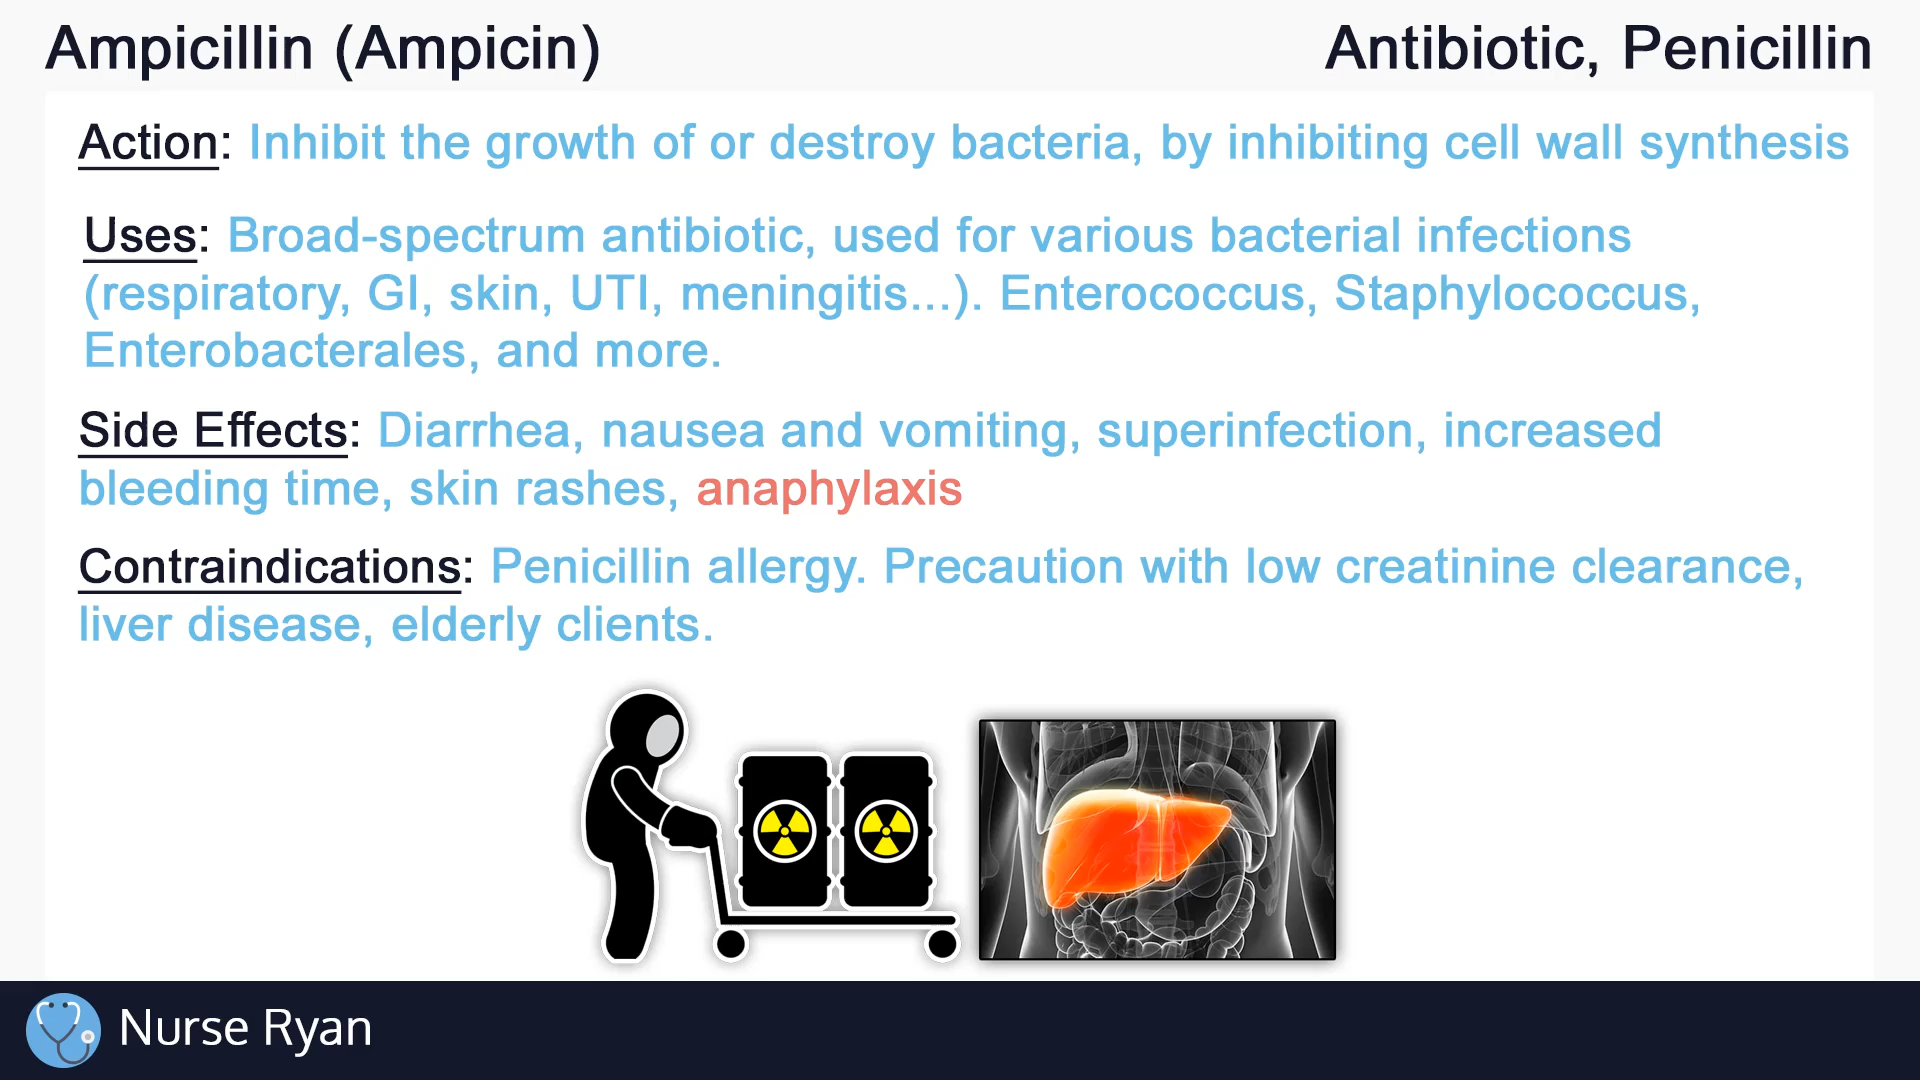 Ampicillin (Ampicin)
Antibiotic, Penicillin
Action: Inhibit the growth of or destroy bacteria, by inhibiting cell wall synthesis
Uses: Broad-spectrum antibiotic, used for various bacterial infections
(respiratory, GI, skin, UTI, meningitis...). Enterococcus, Staphylococcus,
Enterobacterales, and more.
Side Effects: Diarrhea, nausea and vomiting, superinfection, increased
bleeding time, skin rashes, anaphylaxis
Contraindications: Penicillin allergy. Precaution with low creatinine clearance,
liver disease, elderly clients.
Nurse Ryan